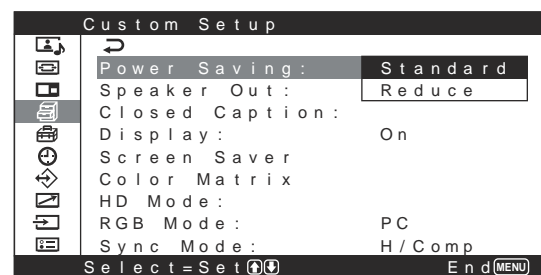 Custom Setup
Power Saving: Standard
Speaker Out: Reduce
Closed Caption:
Display: On
Screen Saver
Color Matrix
HD Mode:
RGB Mode: PC
Sync Mode: H/Comp
Select=Set End MENU